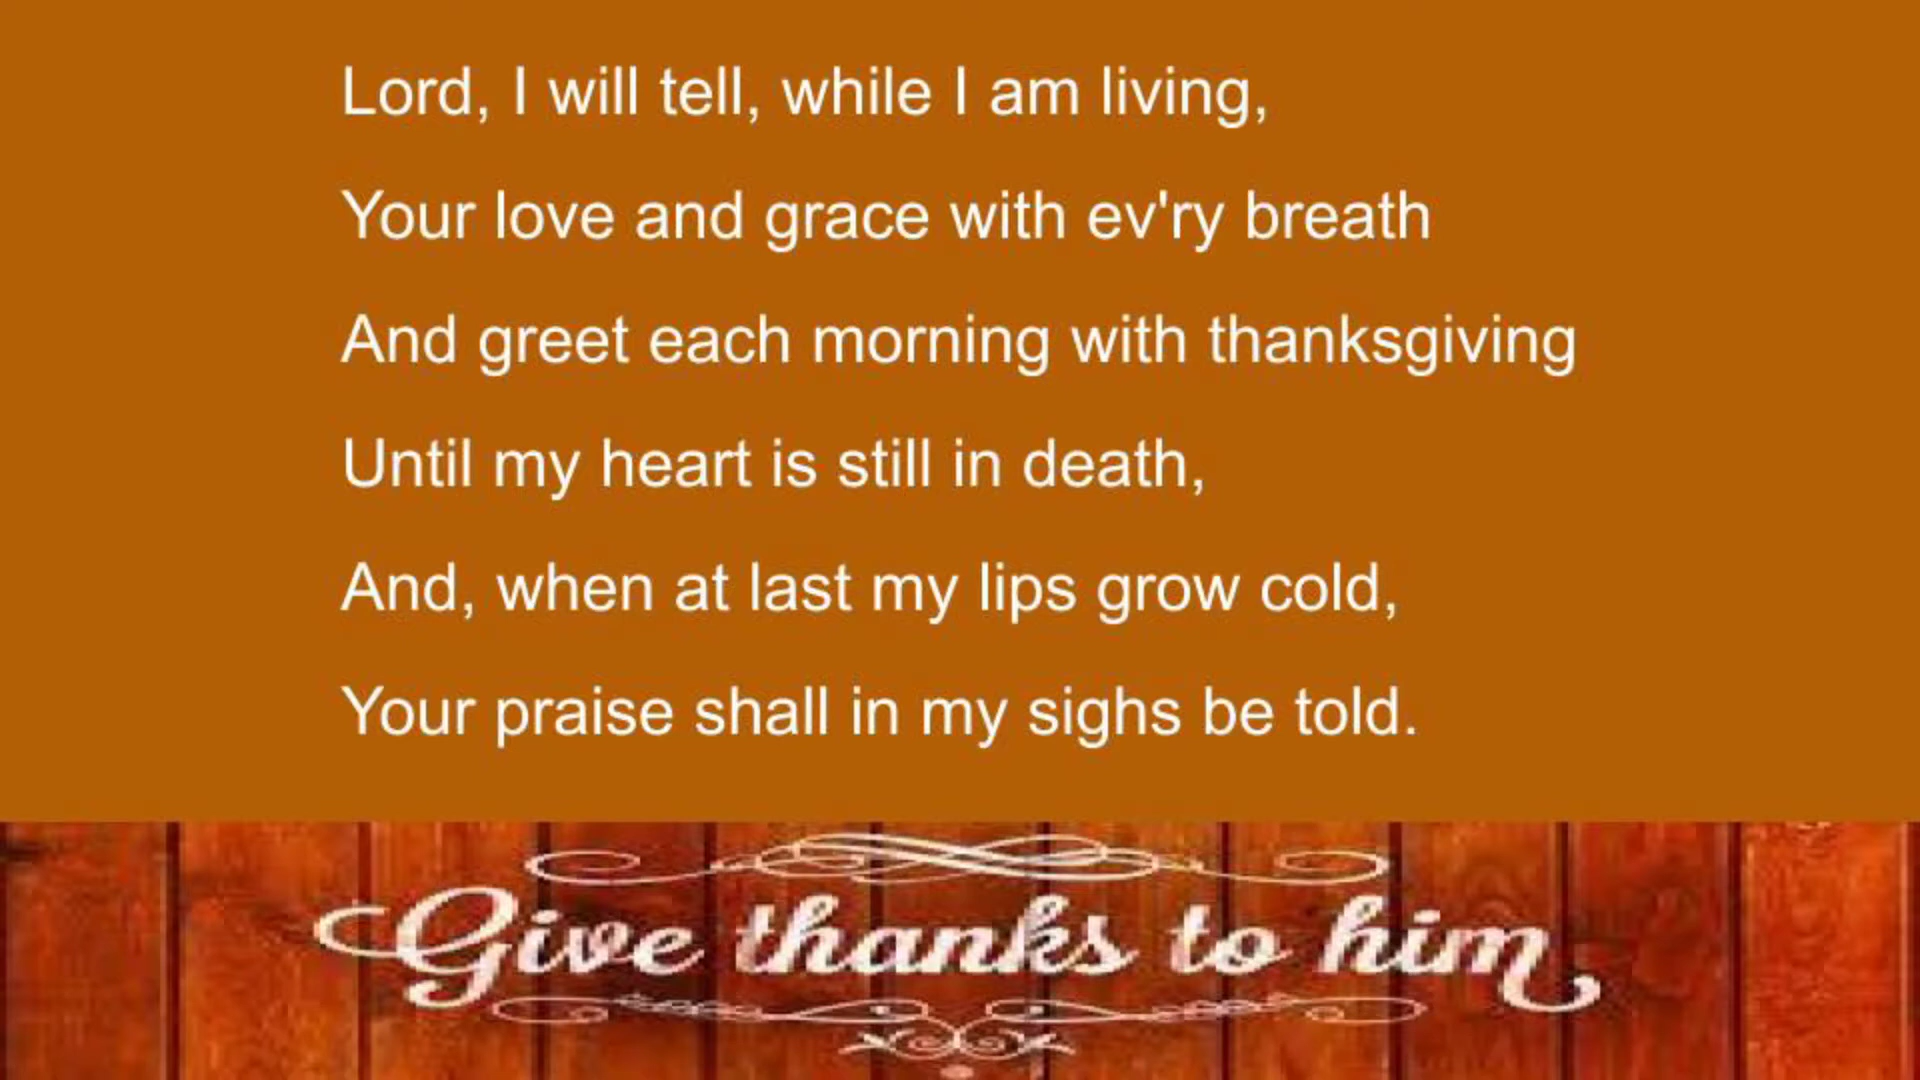 Lord, I will tell, while I am living,
Your love and grace with ev'ry breath
And greet each morning with thanksgiving
Until my heart is still in death,
And, when at last my lips grow cold,
Your praise shall in my sighs be told.
Give thanks to him